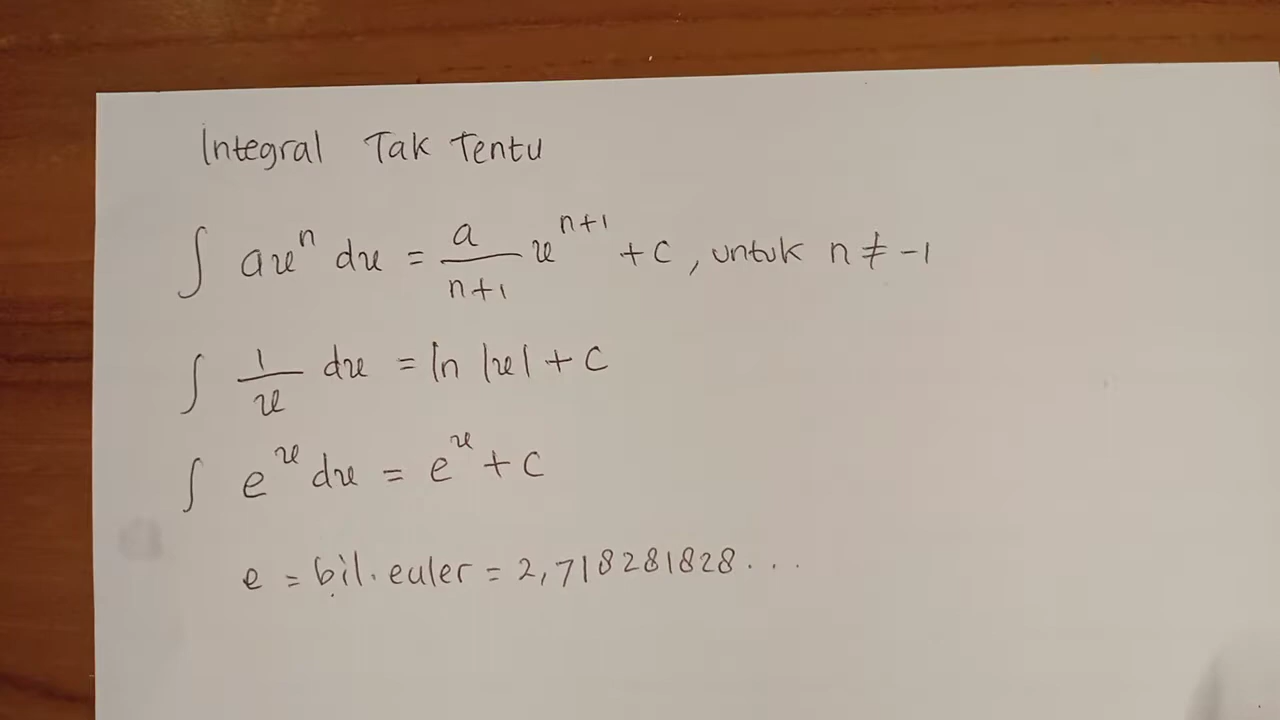 Integral Tak Tentu
∫ ax^n dx = a/(n+1) x^(n+1) + c, untuk n ≠ -1
∫ 1/x dx = ln |x| + c
∫ e^x dx = e^x + c
e = bil. euler = 2,718281828...